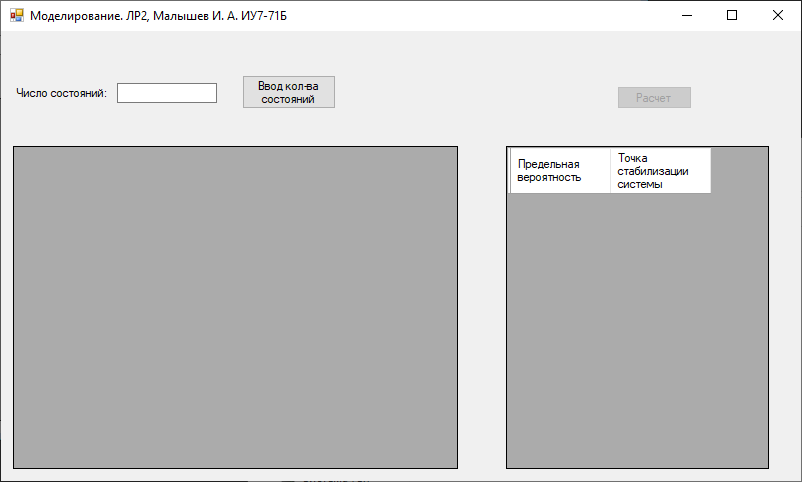 Моделирование. ЛР2, Малышев И. А. ИУ7-71Б
Число состояний:
Ввод кол-ва
состояний
Расчет
Предельная
вероятность
Точка
стабилизации
системы